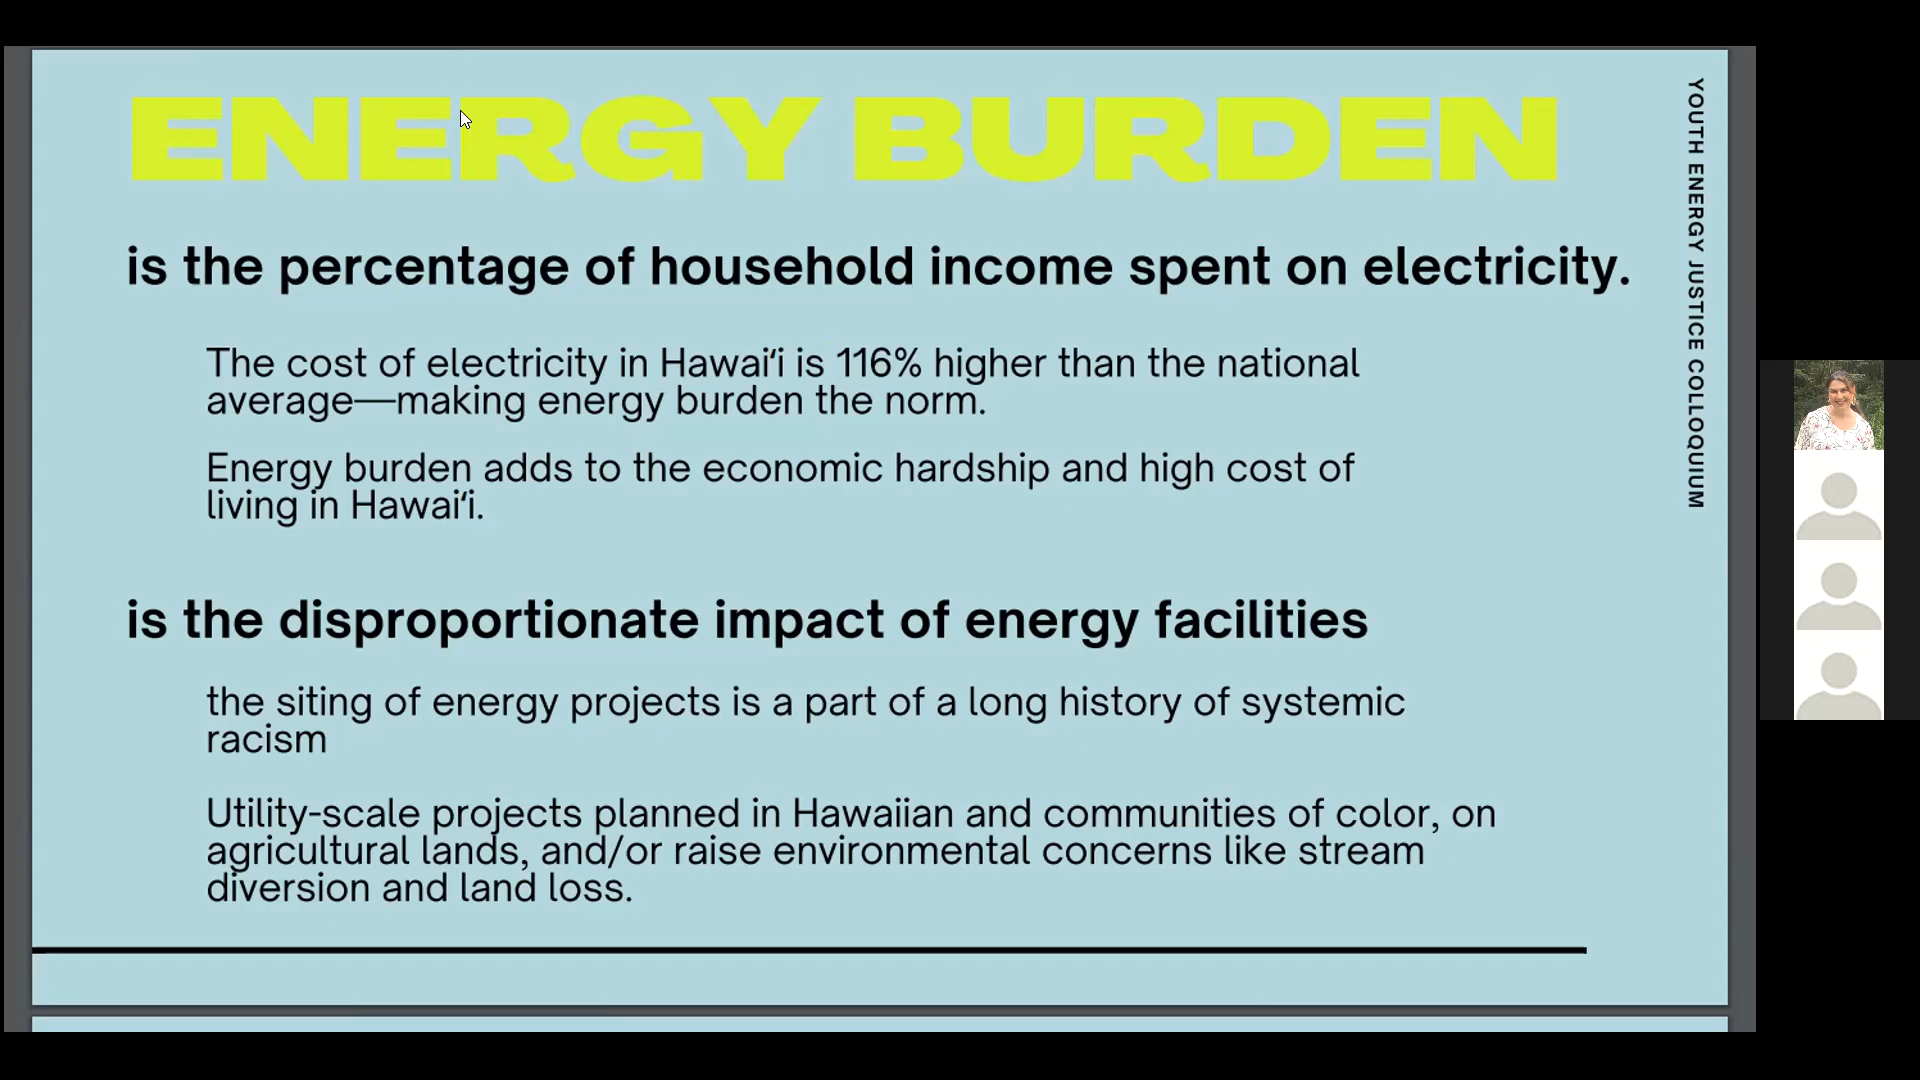 ENERGY BURDEN
is the percentage of household income spent on electricity.
The cost of electricity in Hawaiʻi is 116% higher than the national
average—making energy burden the norm.
Energy burden adds to the economic hardship and high cost of
living in Hawaiʻi.
is the disproportionate impact of energy facilities
the siting of energy projects is a part of a long history of systemic
racism
Utility-scale projects planned in Hawaiian and communities of color, on
agricultural lands, and/or raise environmental concerns like stream
diversion and land loss.
YOUTH ENERGY JUSTICE COLLOQUIUM